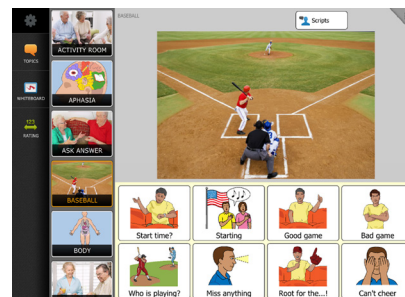 BASEBALL
Scripts
TOPICS
WHITEBOARD
RATING
ACTIVITY ROOM
APHASIA
ASK ANSWER
BASEBALL
BODY
Start time?
Starting
Good game
Bad game
Who is playing?
Miss anything
Root for the...!
Can't cheer